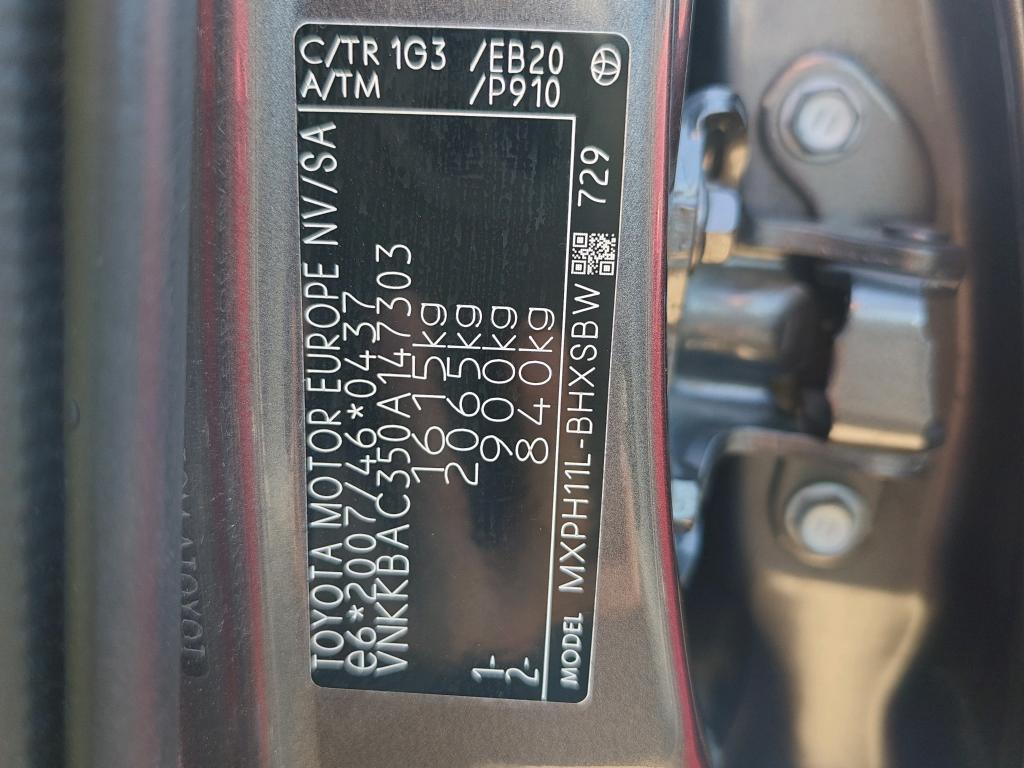 TOYOTA MOTOR EUROPE NV/SA
e6*2007/46*0437
VNKKBAC350A147303
1615kg
2065kg
1- 900kg
2- 840kg
MODEL MXPH11L-BHXSBW 729
C/TR 1G3 /EB20
A/TM /P910